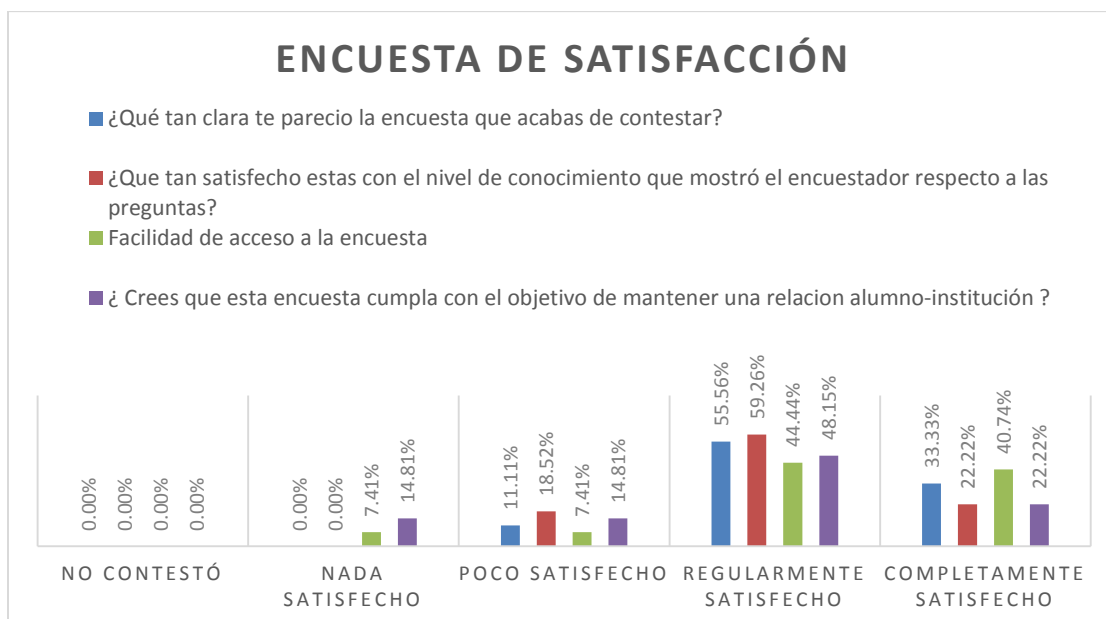 ENCUESTA DE SATISFACCIÓN
¿Qué tan clara te parecio la encuesta que acabas de contestar?
¿Que tan satisfecho estas con el nivel de conocimiento que mostró el encuestador respecto a las
preguntas?
Facilidad de acceso a la encuesta
¿ Crees que esta encuesta cumpla con el objetivo de mantener una relacion alumno-institución ?
0.00% 0.00% 0.00% 0.00%
0.00% 0.00% 7.41% 14.81%
11.11% 18.52% 7.41% 14.81%
55.56% 59.26% 44.44% 48.15%
33.33% 22.22% 40.74% 22.22%
NO CONTESTÓ
NADA
SATISFECHO
POCO SATISFECHO
REGULARMENTE
SATISFECHO
COMPLETAMENTE
SATISFECHO